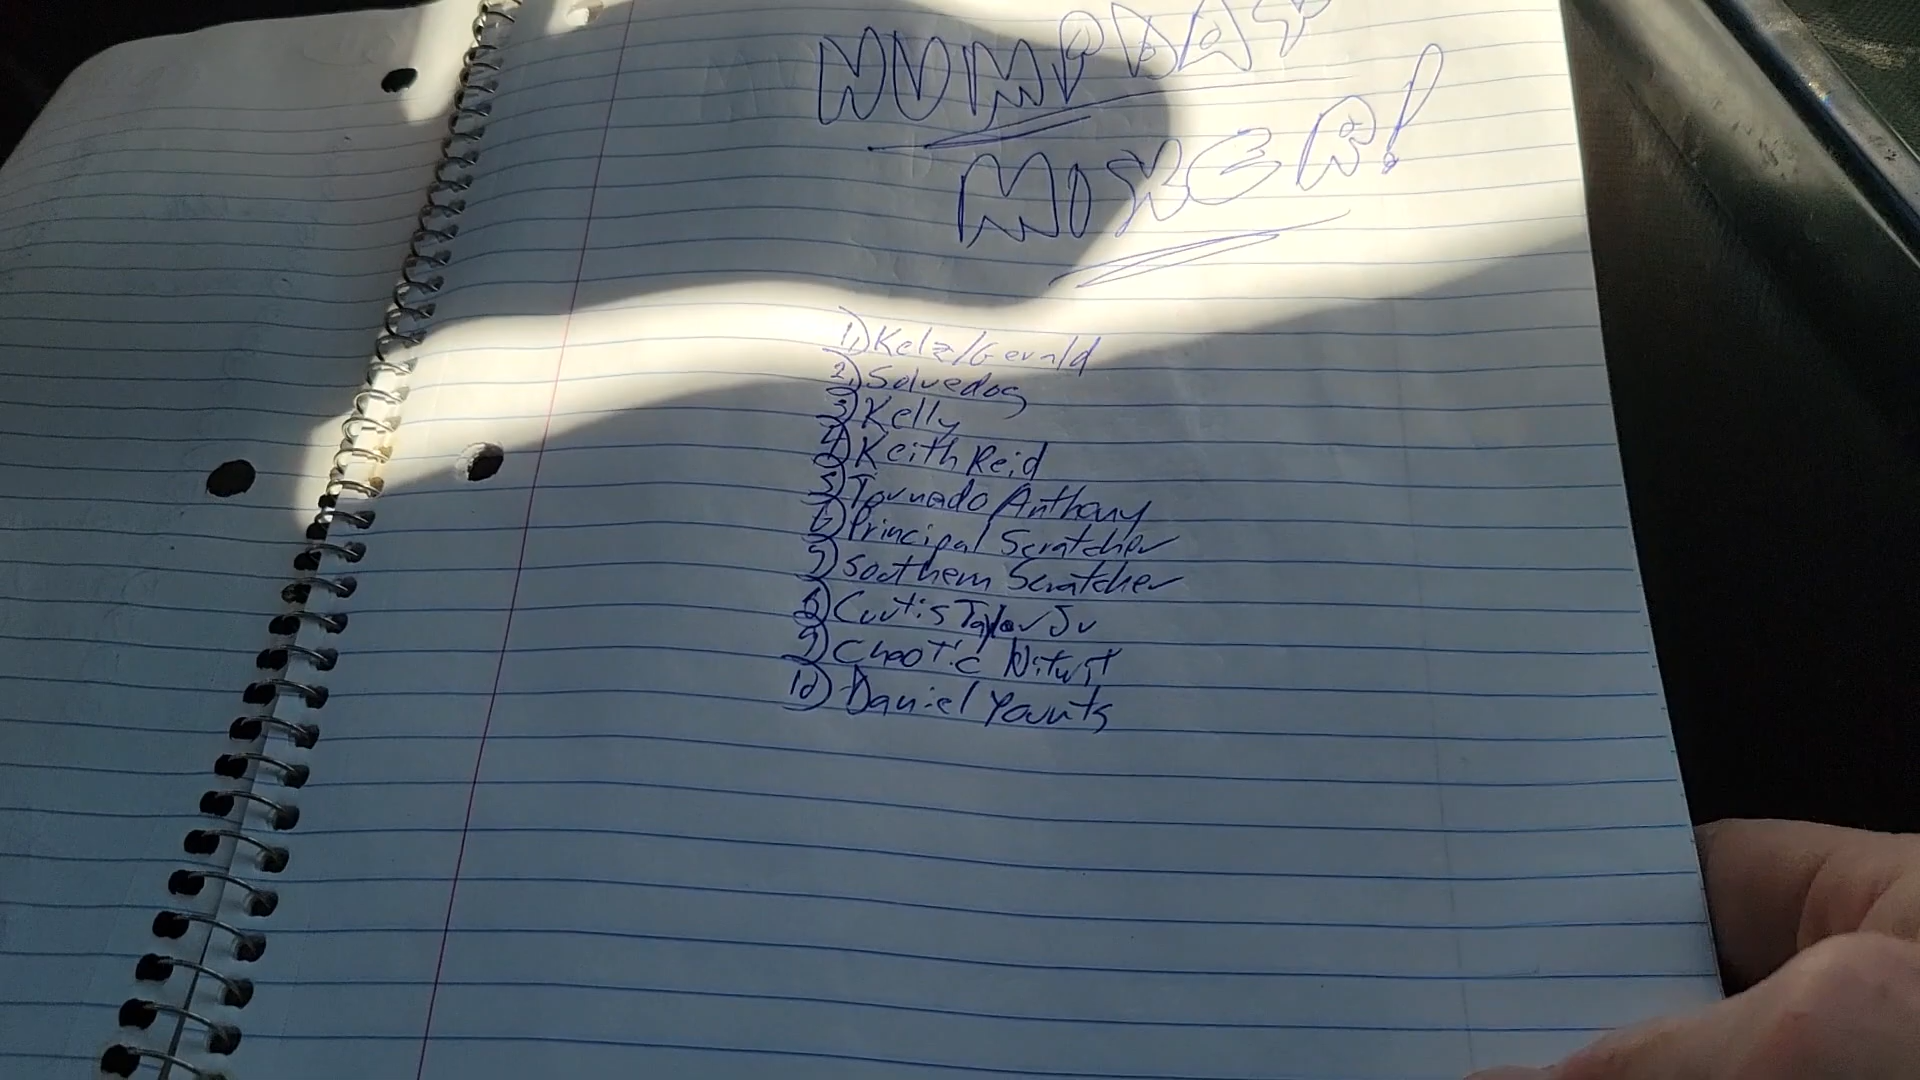 HUMPDAY
MIXER!
1.) Kelz/Gerald
2.) Solvedog
3.) Kelly
4.) Keith Reid
5.) Tornado Anthony
6.) Principal Scratcher
7.) Southern Scratcher
8.) Curtis Taylor Jr
9.) Chaotic Nitwit
10.) Daniel Younts